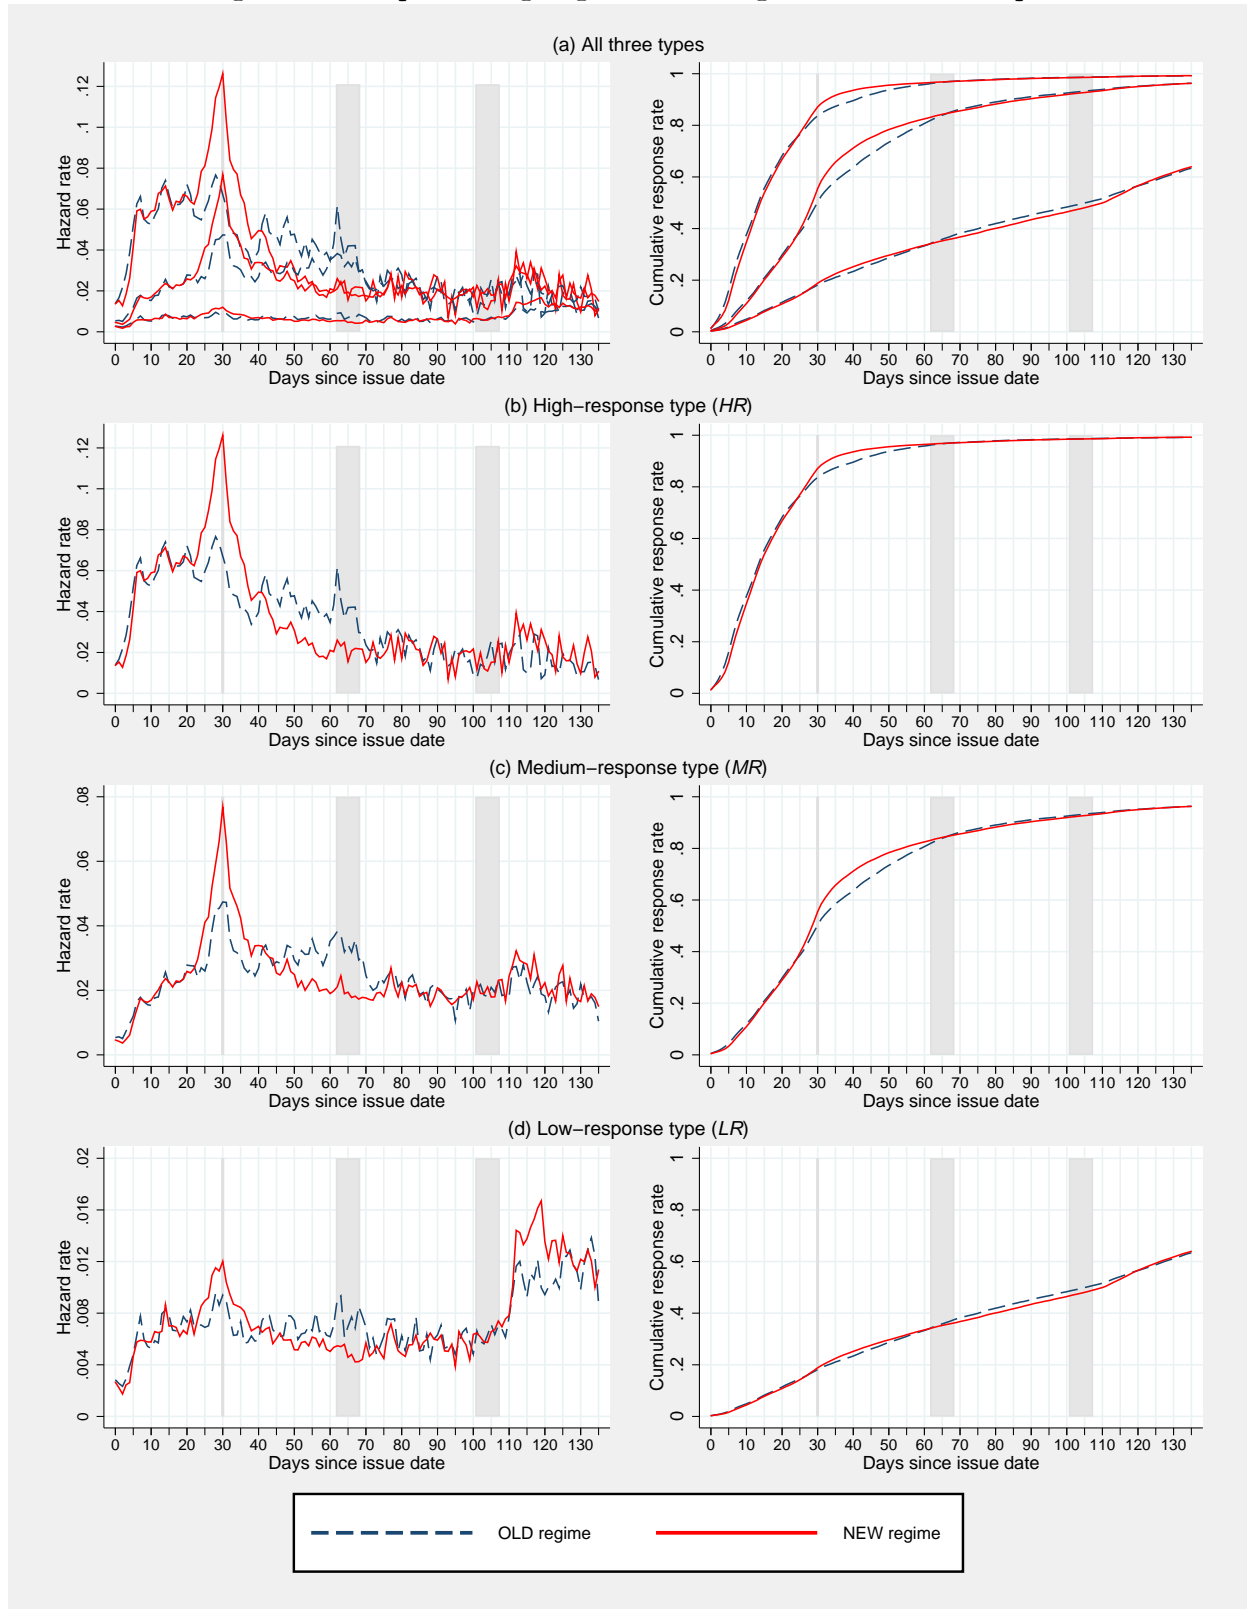 (a) All three types
Hazard rate
0 .02 .04 .06 .08 .1 .12
0 10 20 30 40 50 60 70 80 90 100 110 120 130
Days since issue date
Cumulative response rate
0 .2 .4 .6 .8 1
0 10 20 30 40 50 60 70 80 90 100 110 120 130
Days since issue date
(b) High−response type (HR)
Hazard rate
0 .02 .04 .06 .08 .1 .12
0 10 20 30 40 50 60 70 80 90 100 110 120 130
Days since issue date
Cumulative response rate
0 .2 .4 .6 .8 1
0 10 20 30 40 50 60 70 80 90 100 110 120 130
Days since issue date
(c) Medium−response type (MR)
Hazard rate
0 .02 .04 .06 .08
0 10 20 30 40 50 60 70 80 90 100 110 120 130
Days since issue date
Cumulative response rate
0 .2 .4 .6 .8 1
0 10 20 30 40 50 60 70 80 90 100 110 120 130
Days since issue date
(d) Low−response type (LR)
Hazard rate
0 .004 .008 .012 .016 .02
0 10 20 30 40 50 60 70 80 90 100 110 120 130
Days since issue date
Cumulative response rate
0 .2 .4 .6 .8 1
0 10 20 30 40 50 60 70 80 90 100 110 120 130
Days since issue date
OLD regime
NEW regime